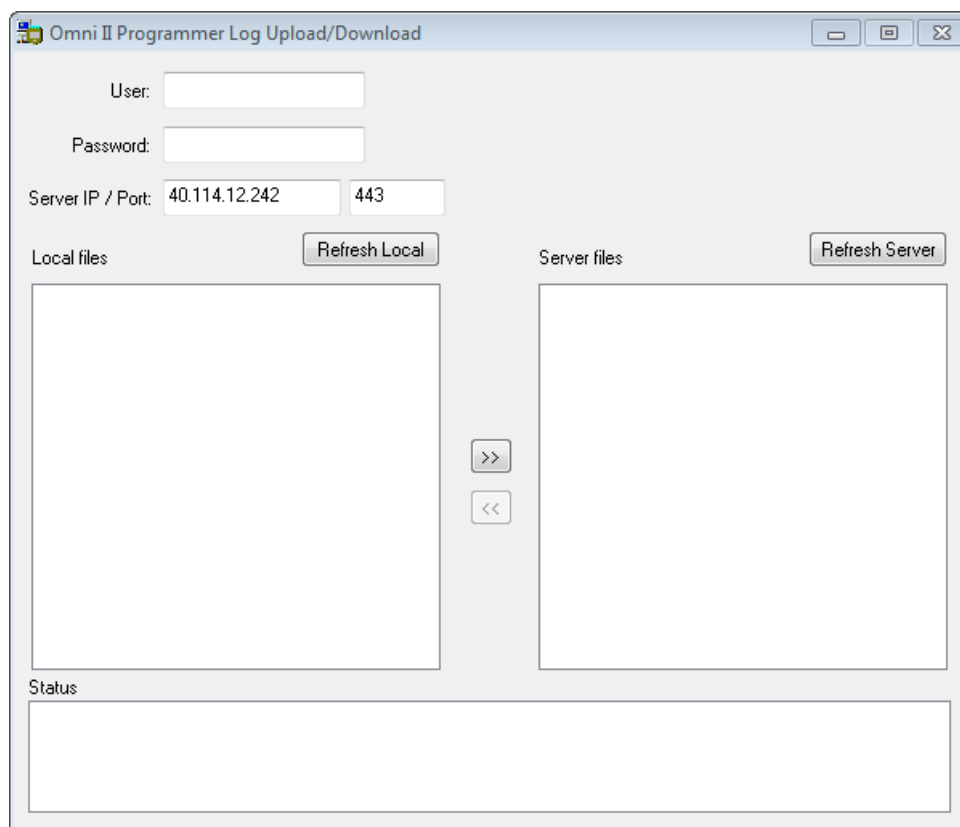 Omni II Programmer Log Upload/Download
User:
Password:
Server IP / Port: 40.114.12.242 443
Local files Refresh Local Server files Refresh Server
>>
<<
Status